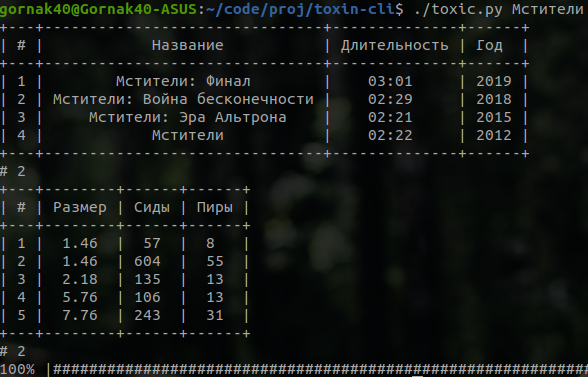 gornak40@Gornak40-ASUS:~/code/proj/toxin-cli$ ./toxic.py Мстители
+---+-------------------------------+--------------+------+
| # |            Название           | Длительность | Год  |
+---+-------------------------------+--------------+------+
| 1 |        Мстители: Финал        |    03:01     | 2019 |
| 2 | Мстители: Война бесконечности |    02:29     | 2018 |
| 3 |     Мстители: Эра Альтрона    |    02:21     | 2015 |
| 4 |            Мстители           |    02:22     | 2012 |
+---+-------------------------------+--------------+------+
# 2
+---+--------+------+------+
| # | Размер | Сиды | Пиры |
+---+--------+------+------+
| 1 |  1.46  |  57  |  8   |
| 2 |  1.46  | 604  |  55  |
| 3 |  2.18  | 135  |  13  |
| 4 |  5.76  | 106  |  13  |
| 5 |  7.76  | 243  |  31  |
+---+--------+------+------+
# 2
100% |############################################################